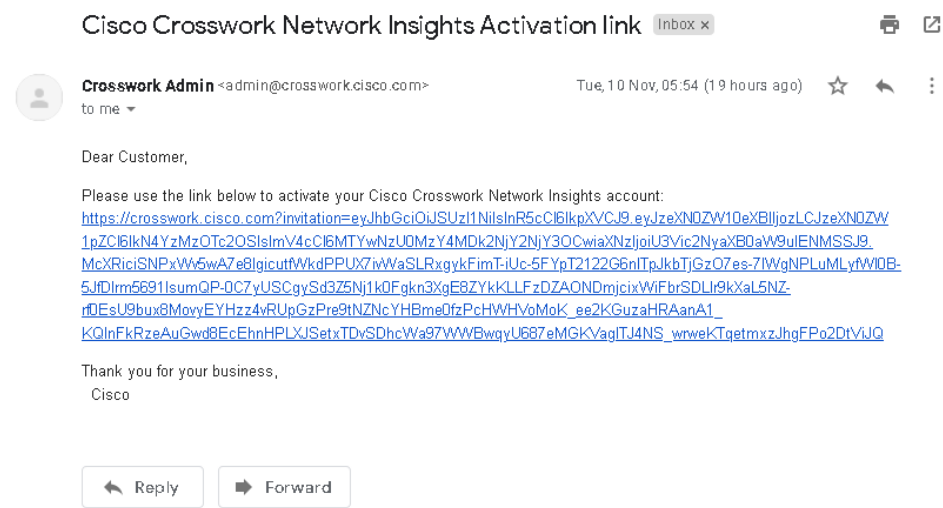 Cisco Crosswork Network Insights Activation link Inbox ×
Crosswork Admin <admin@crosswork.cisco.com> Tue, 10 Nov, 05:54 (19 hours ago)
to me
Dear Customer,
Please use the link below to activate your Cisco Crosswork Network Insights account:
https://crosswork.cisco.com?invitation=eyJhbGciOiJSUzI1NiIsInR5cCI6IkpXVCJ9.eyJzeXN0ZW10eXBlIjozLCJzeXN0ZW
1pZCI6IkN4YzMzOTc2OSIsImV4cCI6MTYwNzU0MzY4MDk2NjY2NjY3OCwiaXNzIjoiU3Vic2NyaXB0aW9uIENMSSJ9.
McXRiciSNPxWv5wA7e8IgicutfWkdPPUX7ivWaSLRxgykFimT-iUc-5FYpT2122G6nITpJkbTjGzO7es-7IWgNPLuMLyfWI0B-
5JfDIrm5691IsumQP-0C7yUSCgySd3Z5Nj1k0Fgkn3XgE8ZYkKLLFzDZAONDmjcixWiFbrSDLIr9kXaL5NZ-
rf0EsU9bux8MovyEYHzz4vRUpGzPre9tNZNcYHBme0fzPcHWHVoMoK_ee2KGuzaHRAanA1_
KQInFkRzeAuGwd8EcEhnHPLXJSetxTDvSDhcWa97WWBwqyU687eMGKVagITJ4NS_wrweKTqetmxzJhgFPo2DtViJQ
Thank you for your business,
Cisco
Reply Forward